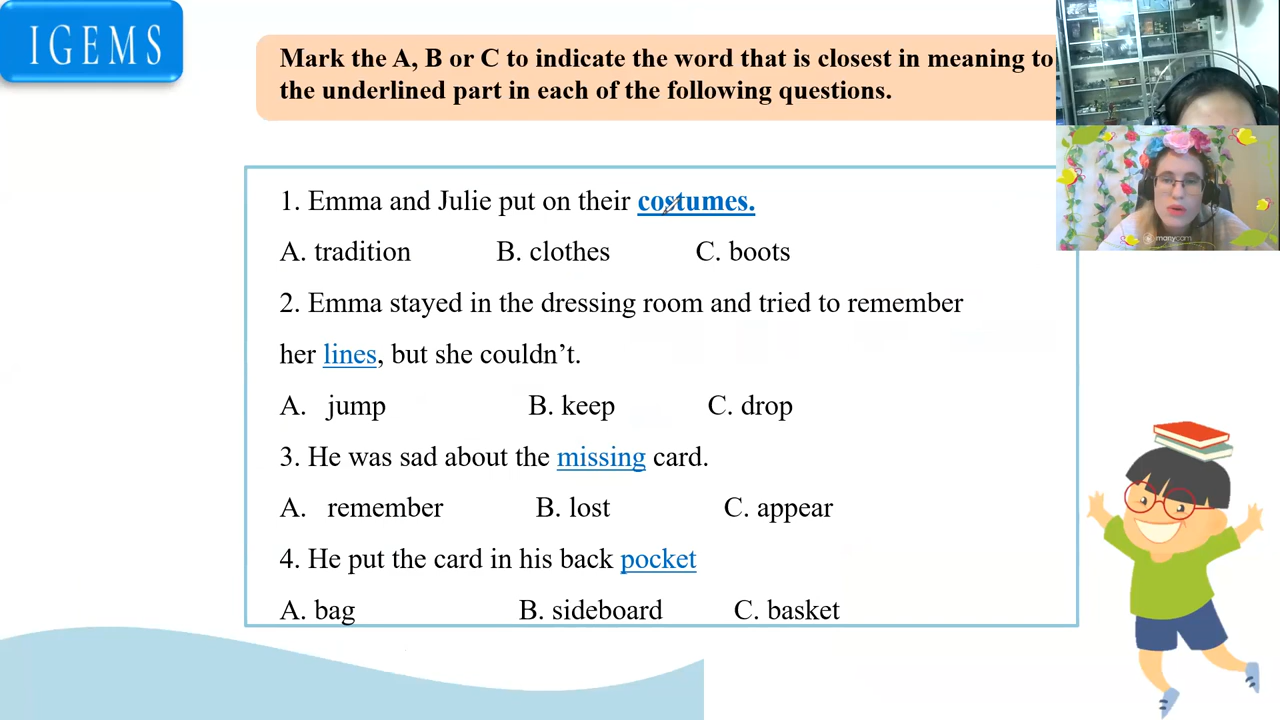 IGEMS
Mark the A, B or C to indicate the word that is closest in meaning to
the underlined part in each of the following questions.
1. Emma and Julie put on their costumes.
A. tradition B. clothes C. boots
2. Emma stayed in the dressing room and tried to remember
her lines, but she couldn’t.
A. jump B. keep C. drop
3. He was sad about the missing card.
A. remember B. lost C. appear
4. He put the card in his back pocket
A. bag B. sideboard C. basket
manycam